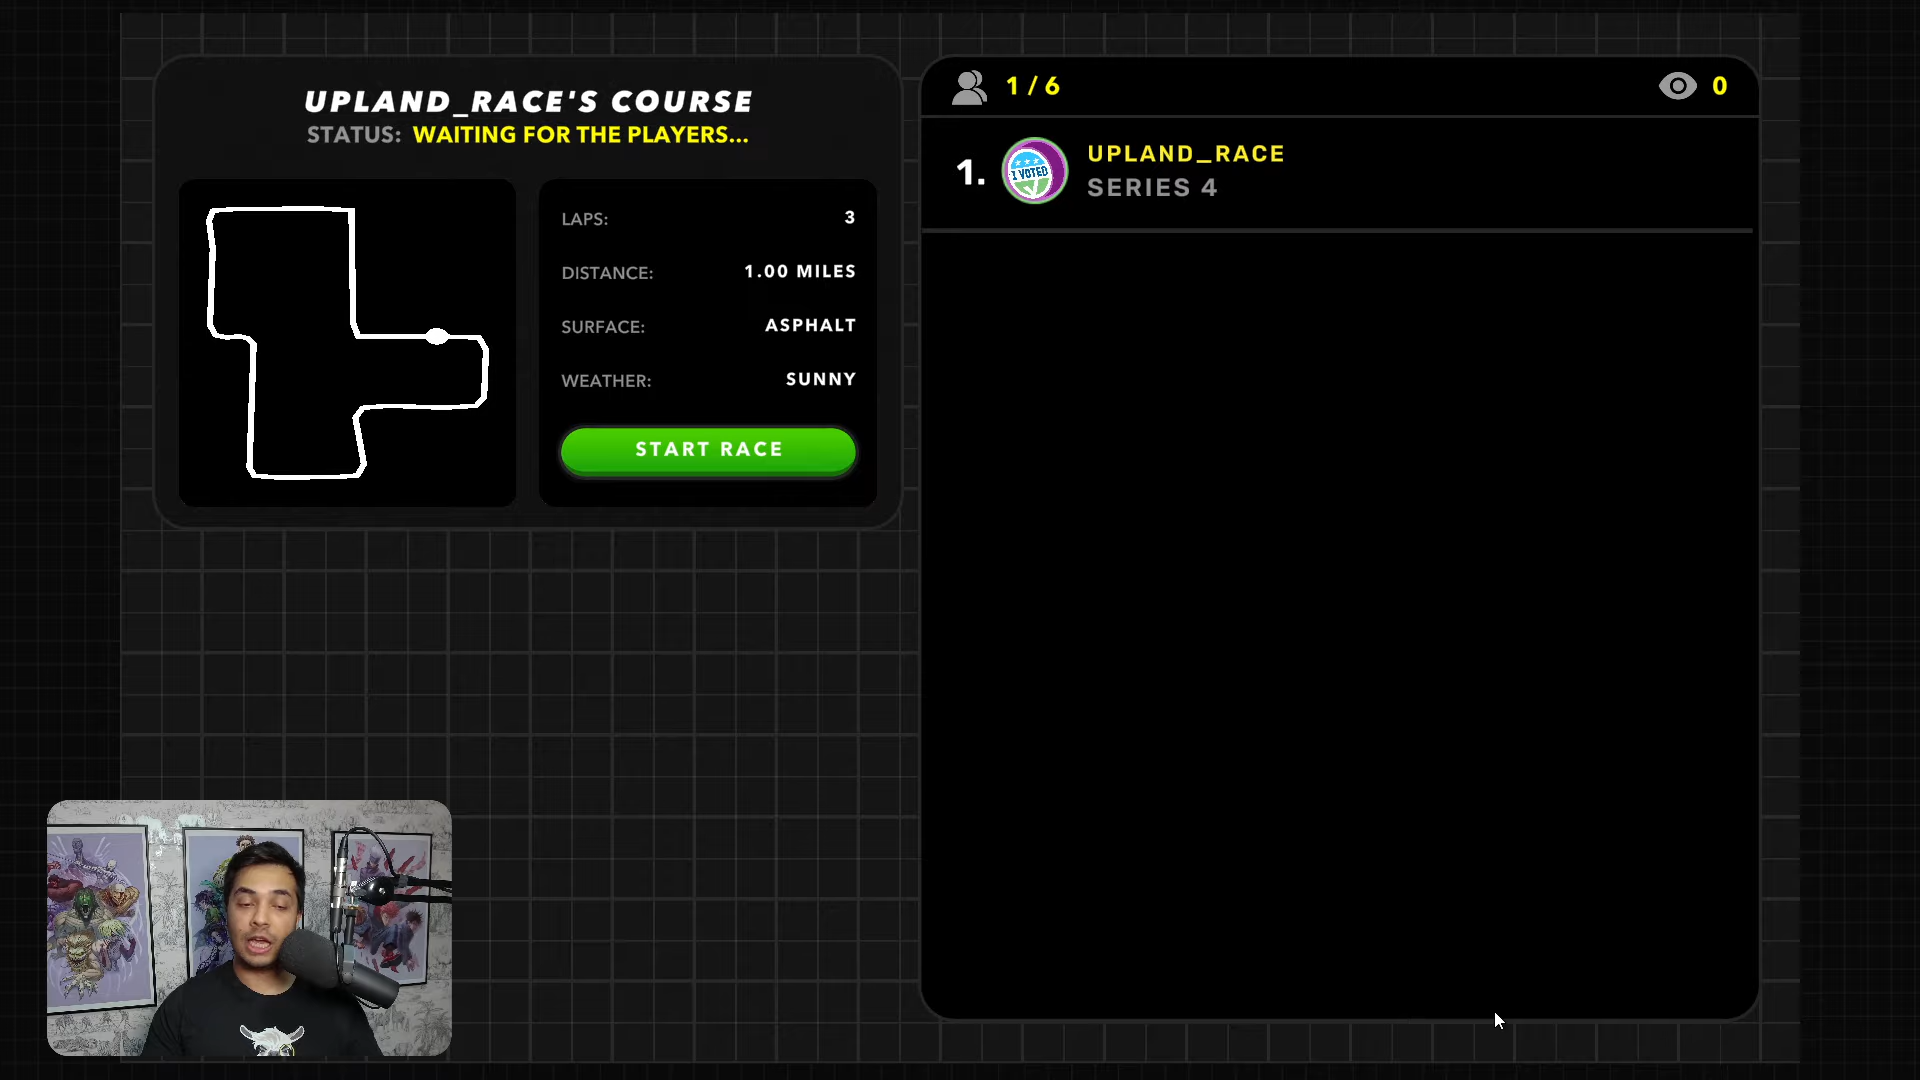 UPLAND_RACE'S COURSE
STATUS: WAITING FOR THE PLAYERS...
LAPS: 3
DISTANCE: 1.00 MILES
SURFACE: ASPHALT
WEATHER: SUNNY
START RACE
1 / 6
0
1.
I VOTED
UPLAND_RACE
SERIES 4